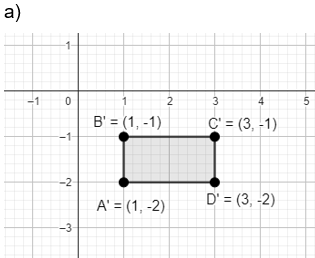 a)
1
−1 0 1 2 3 4 5
B' = (1, -1) C' = (3, -1)
−1
−2
A' = (1, -2) D' = (3, -2)
−3